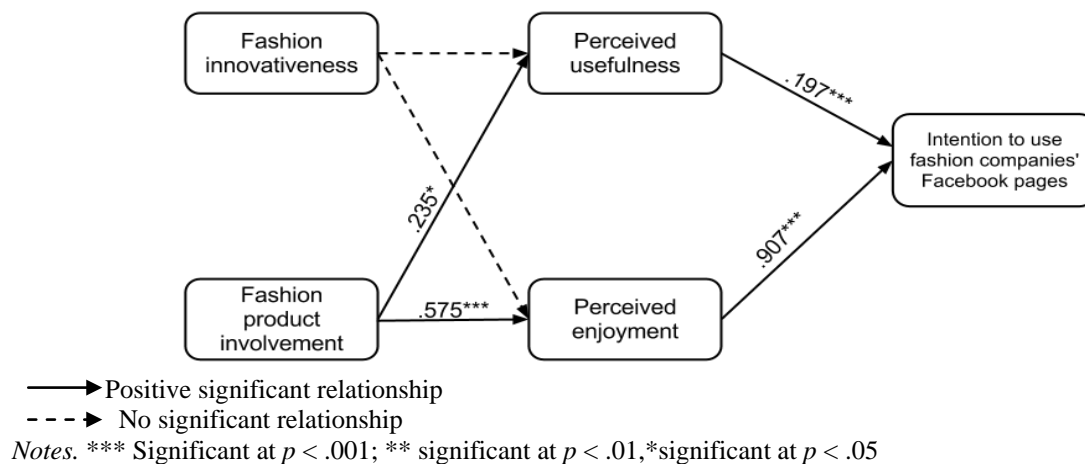 Fashion
innovativeness
Perceived
usefulness
.197***
Intention to use
fashion companies'
Facebook pages
.235*
.907***
Fashion
product
involvement
.575***
Perceived
enjoyment
Positive significant relationship
No significant relationship
Notes. *** Significant at p < .001; ** significant at p < .01,*significant at p < .05